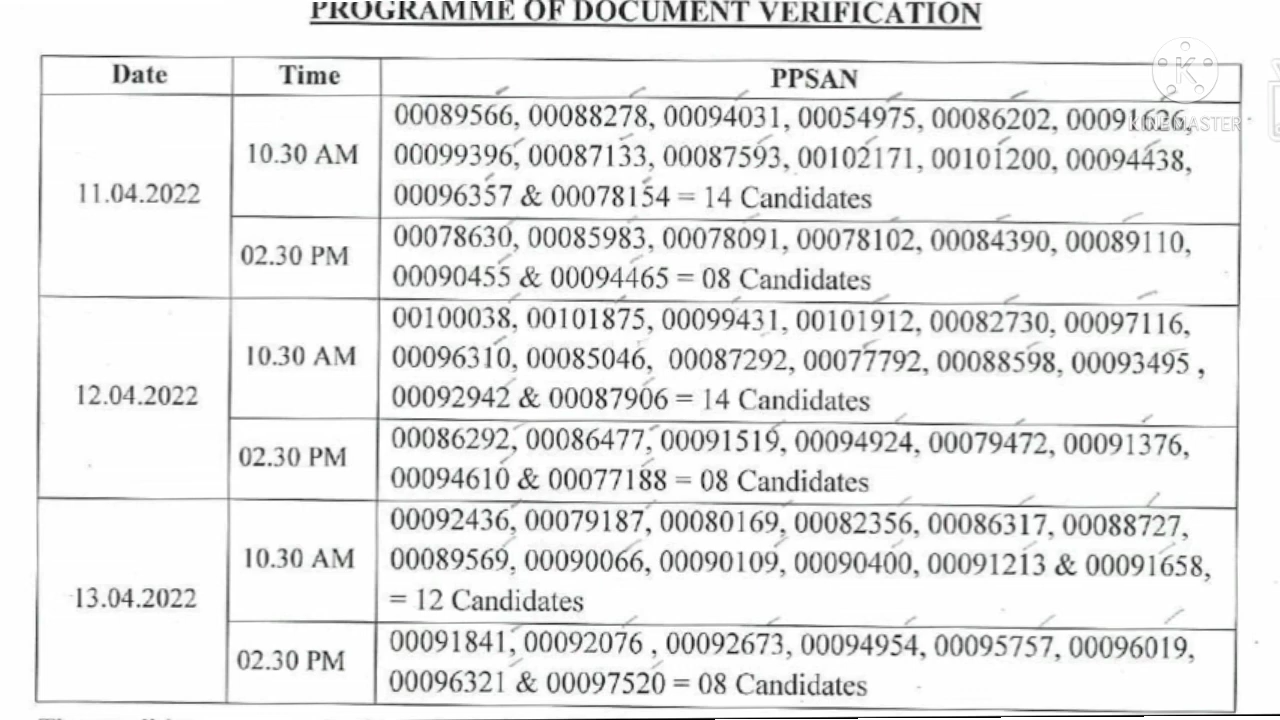 PROGRAMME OF DOCUMENT VERIFICATION
Date Time PPSAN
11.04.2022
10.30 AM
00089566, 00088278, 00094031, 00054975, 00086202, 00091626,
00099396, 00087133, 00087593, 00102171, 00101200, 00094438,
00096357 & 00078154 = 14 Candidates
02.30 PM
00078630, 00085983, 00078091, 00078102, 00084390, 00089110,
00090455 & 00094465 = 08 Candidates
12.04.2022
10.30 AM
00100038, 00101875, 00099431, 00101912, 00082730, 00097116,
00096310, 00085046, 00087292, 00077792, 00088598, 00093495 ,
00092942 & 00087906 = 14 Candidates
02.30 PM
00086292, 00086477, 00091519, 00094924, 00079472, 00091376,
00094610 & 00077188 = 08 Candidates
13.04.2022
10.30 AM
00092436, 00079187, 00080169, 00082356, 00086317, 00088727,
00089569, 00090066, 00090109, 00090400, 00091213 & 00091658,
= 12 Candidates
02.30 PM
00091841, 00092076 , 00092673, 00094954, 00095757, 00096019,
00096321 & 00097520 = 08 Candidates
K
KINEMASTER